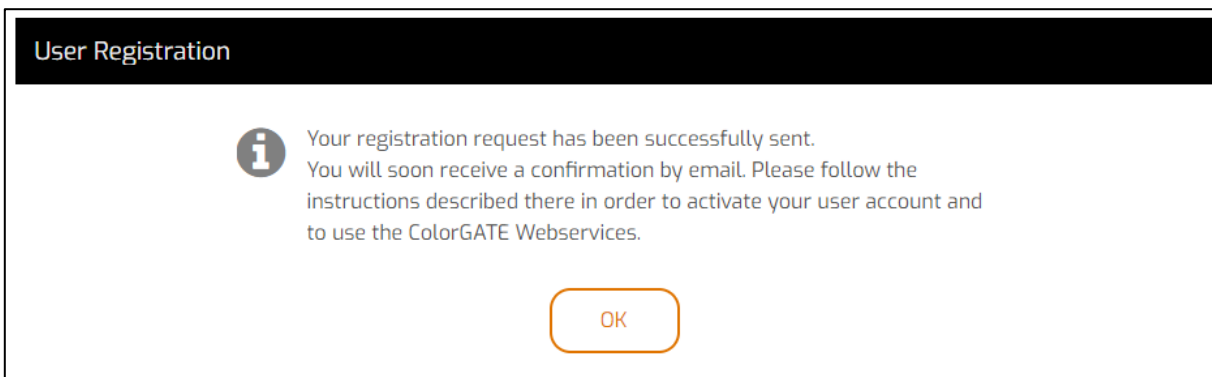 User Registration
Your registration request has been successfully sent.
You will soon receive a confirmation by email. Please follow the
instructions described there in order to activate your user account and
to use the ColorGATE Webservices.
OK